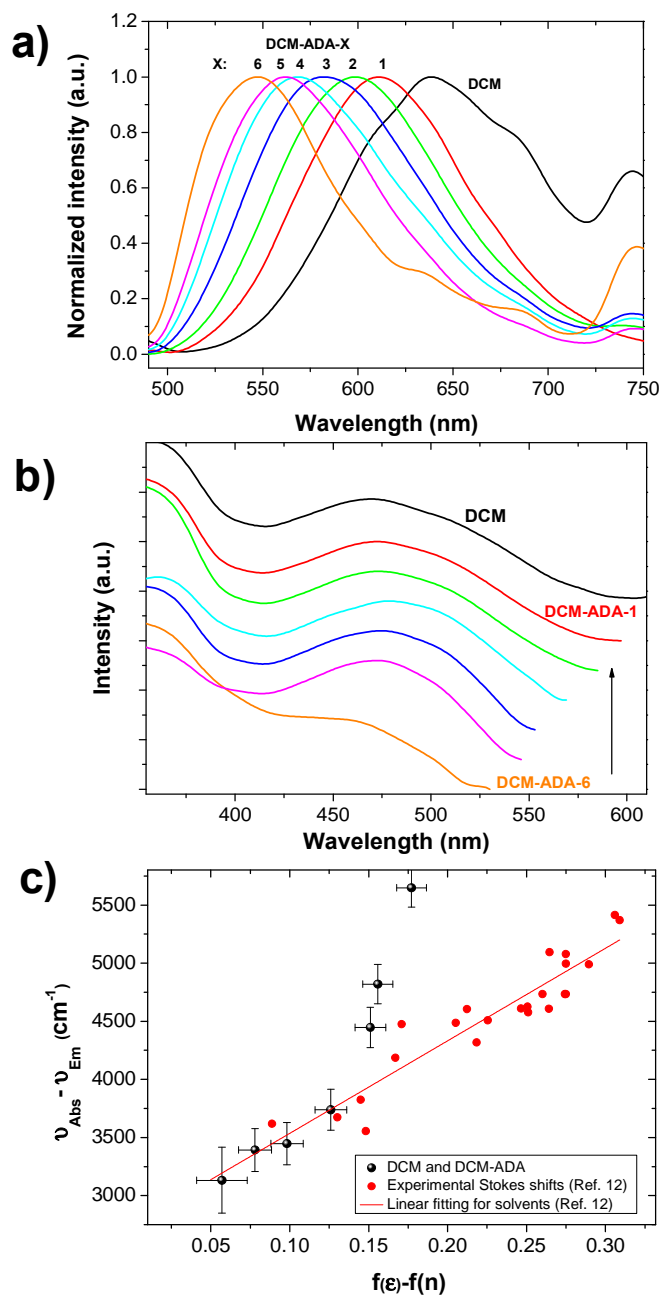 a)
DCM-ADA-X
X: 6 5 4 3 2 1
DCM
Normalized intensity (a.u.)
1.0
0.8
0.6
0.4
0.2
0.0
500 550 600 650 700 750
Wavelength (nm)
b)
DCM
DCM-ADA-1
DCM-ADA-6
Intensity (a.u.)
400 450 500 550 600
Wavelength (nm)
c)
5500
5000
4500
4000
3500
3000
υAbs - υEm (cm-1)
DCM and DCM-ADA
Experimental Stokes shifts (Ref. 12)
Linear fitting for solvents (Ref. 12)
0.05 0.10 0.15 0.20 0.25 0.30
f(ε)-f(n)